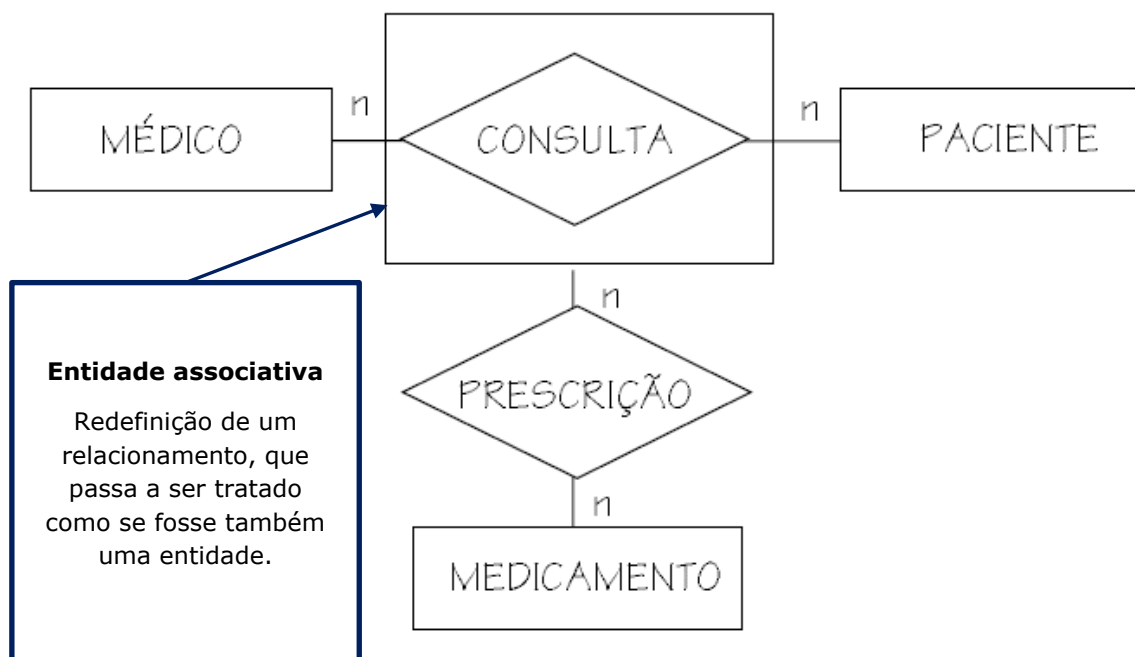 n
n
MÉDICO
CONSULTA
PACIENTE
n
Entidade associativa
Redefinição de um
relacionamento, que
passa a ser tratado
como se fosse também
uma entidade.
PRESCRIÇÃO
n
MEDICAMENTO